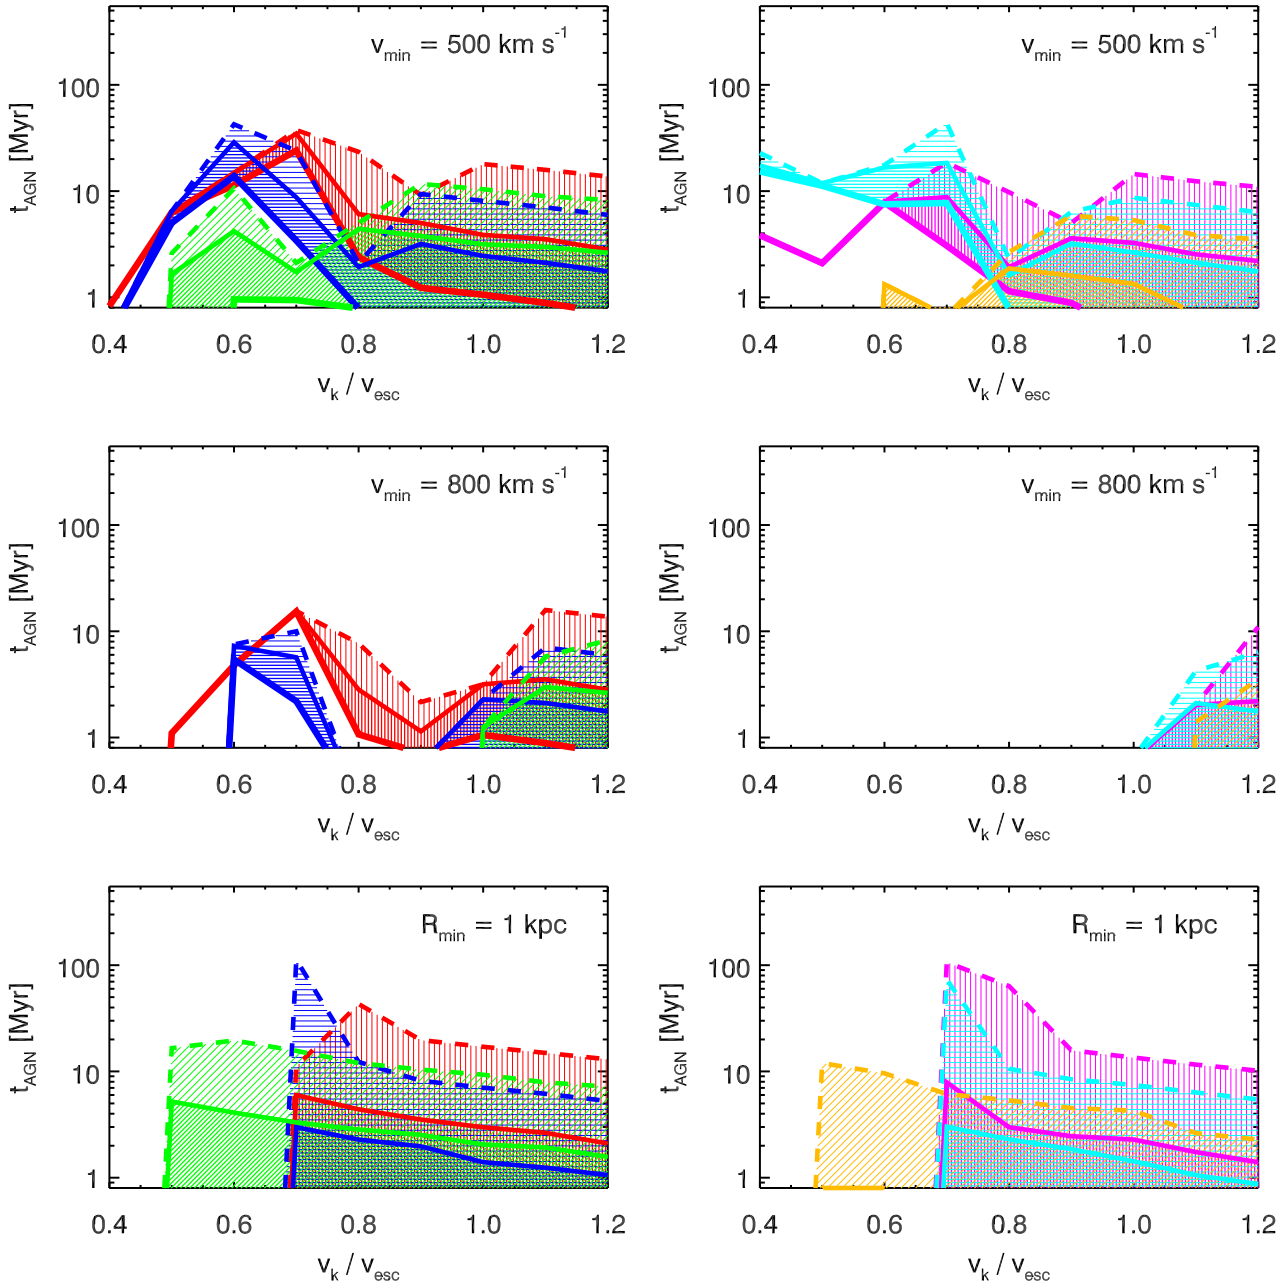 v_min = 500 km s^-1
100
10
1
t_AGN [Myr]
0.4 0.6 0.8 1.0 1.2
v_k / v_esc
v_min = 500 km s^-1
100
10
1
t_AGN [Myr]
0.4 0.6 0.8 1.0 1.2
v_k / v_esc
v_min = 800 km s^-1
100
10
1
t_AGN [Myr]
0.4 0.6 0.8 1.0 1.2
v_k / v_esc
v_min = 800 km s^-1
100
10
1
t_AGN [Myr]
0.4 0.6 0.8 1.0 1.2
v_k / v_esc
R_min = 1 kpc
100
10
1
t_AGN [Myr]
0.4 0.6 0.8 1.0 1.2
v_k / v_esc
R_min = 1 kpc
100
10
1
t_AGN [Myr]
0.4 0.6 0.8 1.0 1.2
v_k / v_esc